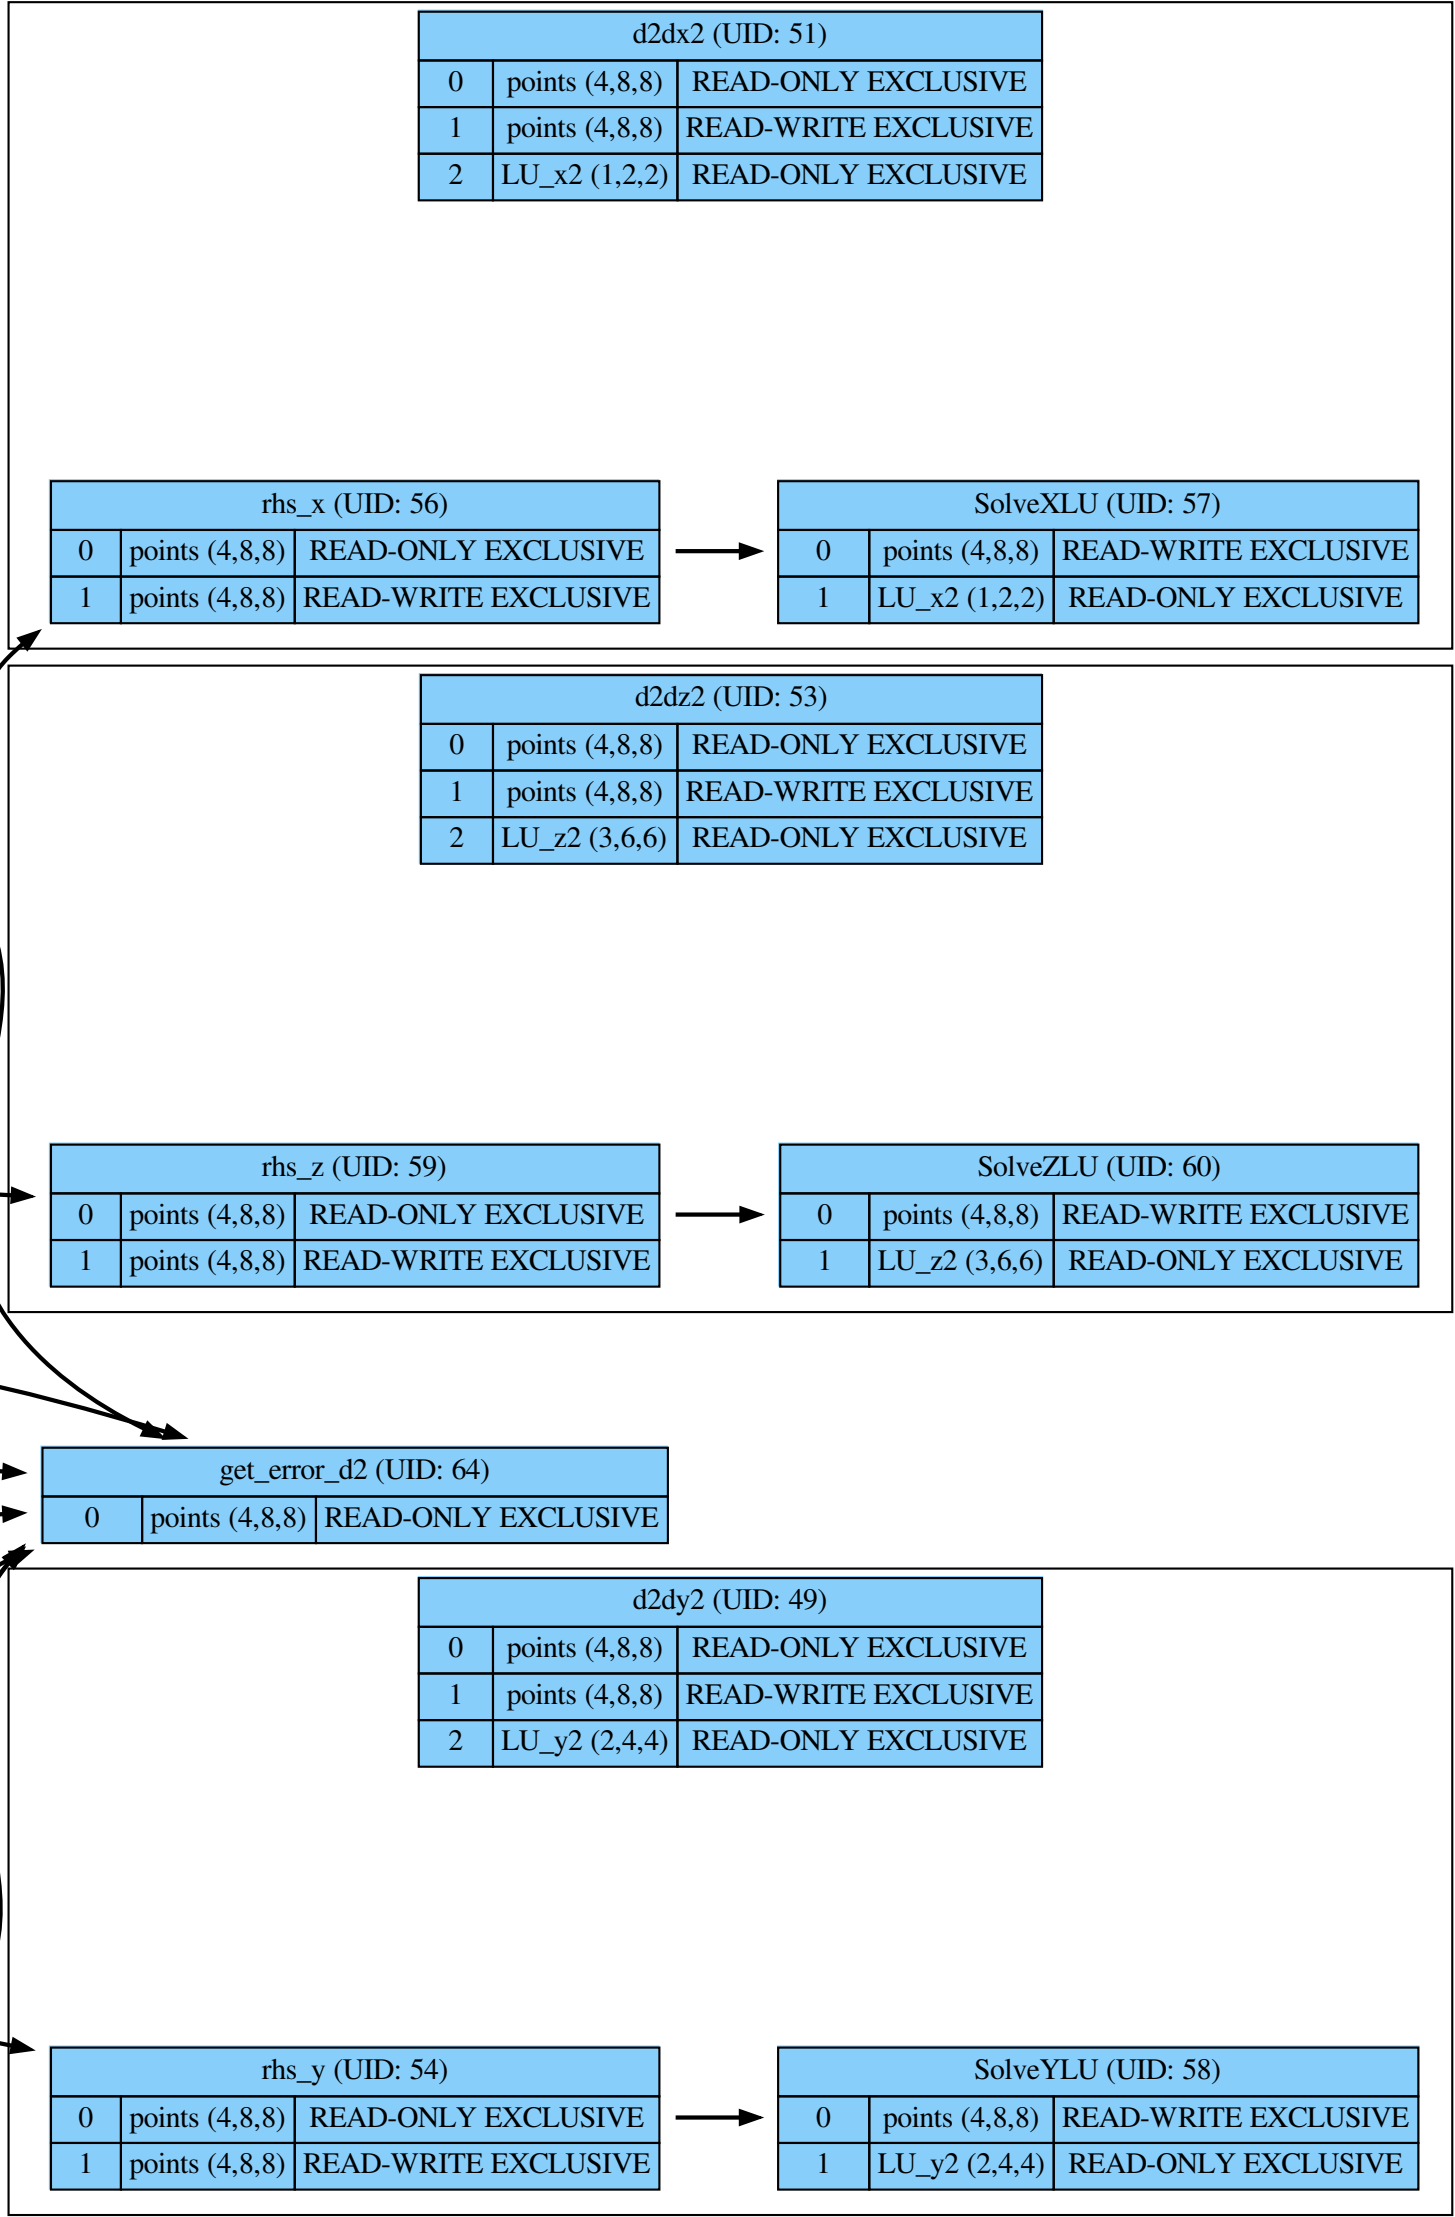 d2dx2 (UID: 51)
0 points (4,8,8) READ-ONLY EXCLUSIVE
1 points (4,8,8) READ-WRITE EXCLUSIVE
2 LU_x2 (1,2,2) READ-ONLY EXCLUSIVE
rhs_x (UID: 56)
0 points (4,8,8) READ-ONLY EXCLUSIVE
1 points (4,8,8) READ-WRITE EXCLUSIVE
SolveXLU (UID: 57)
0 points (4,8,8) READ-WRITE EXCLUSIVE
1 LU_x2 (1,2,2) READ-ONLY EXCLUSIVE
d2dz2 (UID: 53)
0 points (4,8,8) READ-ONLY EXCLUSIVE
1 points (4,8,8) READ-WRITE EXCLUSIVE
2 LU_z2 (3,6,6) READ-ONLY EXCLUSIVE
rhs_z (UID: 59)
0 points (4,8,8) READ-ONLY EXCLUSIVE
1 points (4,8,8) READ-WRITE EXCLUSIVE
SolveZLU (UID: 60)
0 points (4,8,8) READ-WRITE EXCLUSIVE
1 LU_z2 (3,6,6) READ-ONLY EXCLUSIVE
get_error_d2 (UID: 64)
0 points (4,8,8) READ-ONLY EXCLUSIVE
d2dy2 (UID: 49)
0 points (4,8,8) READ-ONLY EXCLUSIVE
1 points (4,8,8) READ-WRITE EXCLUSIVE
2 LU_y2 (2,4,4) READ-ONLY EXCLUSIVE
rhs_y (UID: 54)
0 points (4,8,8) READ-ONLY EXCLUSIVE
1 points (4,8,8) READ-WRITE EXCLUSIVE
SolveYLU (UID: 58)
0 points (4,8,8) READ-WRITE EXCLUSIVE
1 LU_y2 (2,4,4) READ-ONLY EXCLUSIVE